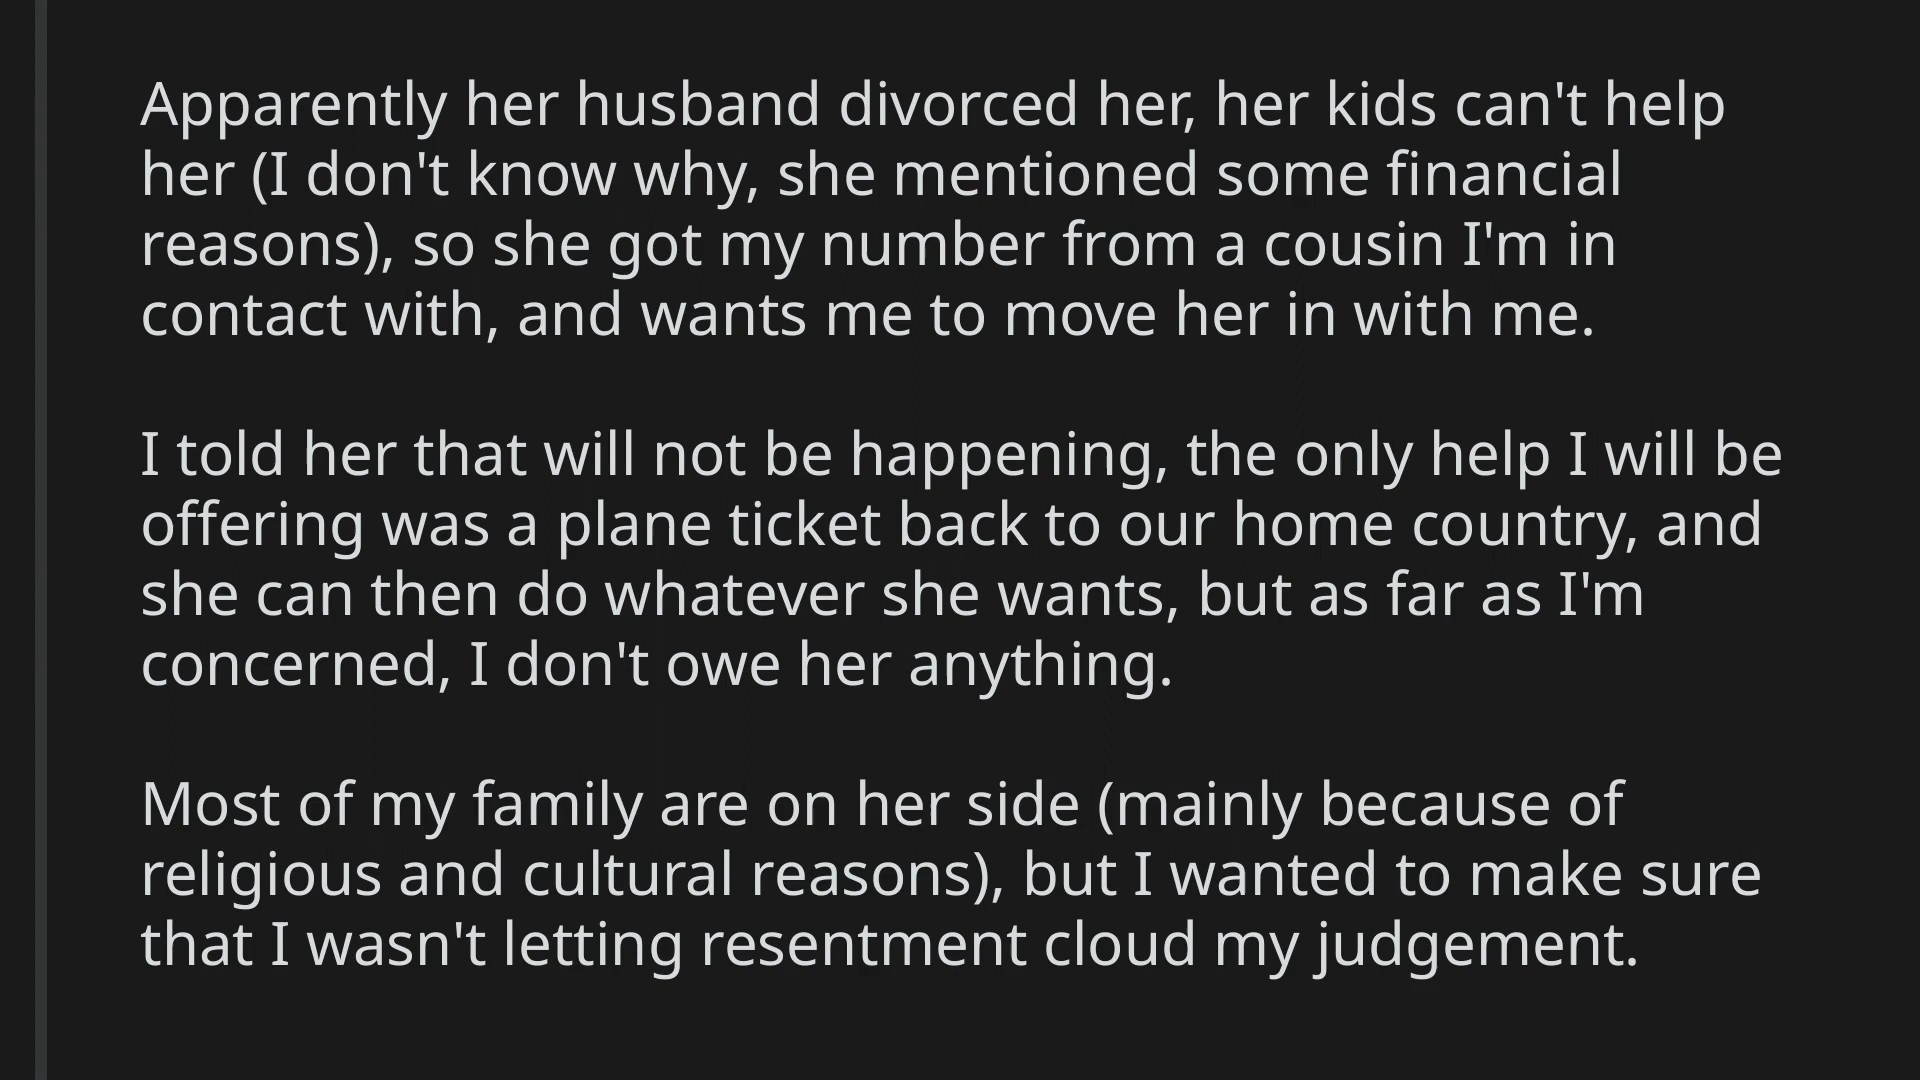 Apparently her husband divorced her, her kids can't help
her (I don't know why, she mentioned some financial
reasons), so she got my number from a cousin I'm in
contact with, and wants me to move her in with me.
I told her that will not be happening, the only help I will be
offering was a plane ticket back to our home country, and
she can then do whatever she wants, but as far as I'm
concerned, I don't owe her anything.
Most of my family are on her side (mainly because of
religious and cultural reasons), but I wanted to make sure
that I wasn't letting resentment cloud my judgement.